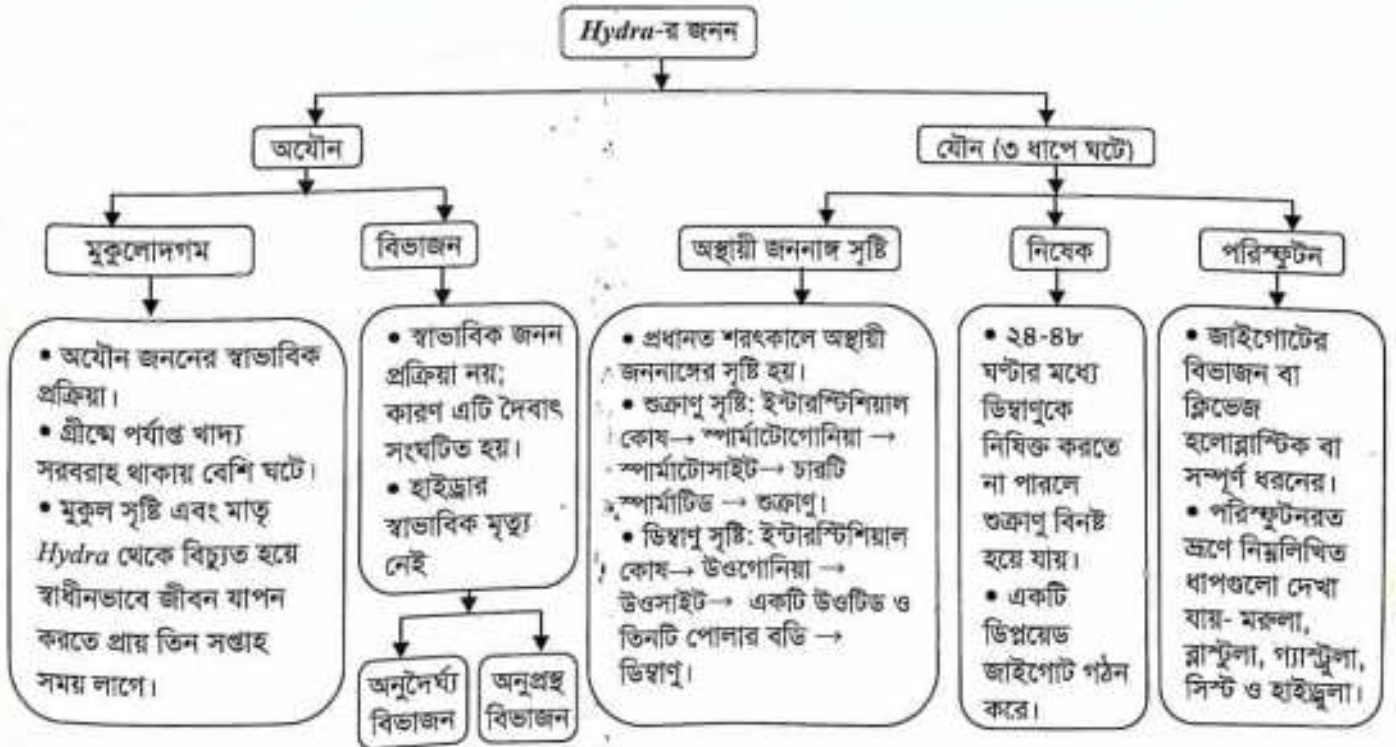 Hydra-র জনন
অযৌন
যৌন (৩ ধাপে ঘটে)
মুকুলোদগম
বিভাজন
অস্থায়ী জননাঙ্গ সৃষ্টি
নিষেক
পরিস্ফুটন
• অযৌন জননের স্বাভাবিক
প্রক্রিয়া।
• গ্রীষ্মে পর্যাপ্ত খাদ্য
সরবরাহ থাকায় বেশি ঘটে।
• মুকুল সৃষ্টি এবং মাতৃ
Hydra থেকে বিচ্যুত হয়ে
স্বাধীনভাবে জীবন যাপন
করতে প্রায় তিন সপ্তাহ
সময় লাগে।
• স্বাভাবিক জনন
প্রক্রিয়া নয়;
কারণ এটি দৈবাৎ
সংঘটিত হয়।
• হাইড্রার
স্বাভাবিক মৃত্যু
নেই
অনুদৈর্ঘ্য
বিভাজন
অনুপ্রস্থ
বিভাজন
• প্রধানত শরৎকালে অস্থায়ী
জননাঙ্গের সৃষ্টি হয়।
• শুক্রাণু সৃষ্টি: ইন্টারস্টিশিয়াল
কোষ→ স্পার্মাটোগোনিয়া →
স্পার্মাটোসাইট→ চারটি
স্পার্মাটিড → শুক্রাণু।
• ডিম্বাণু সৃষ্টি: ইন্টারস্টিশিয়াল
কোষ→ উওগোনিয়া →
উওসাইট→ একটি উওটিড ও
তিনটি পোলার বডি →
ডিম্বাণু।
• ২৪-৪৮
ঘণ্টার মধ্যে
ডিম্বাণুকে
নিষিক্ত করতে
না পারলে
শুক্রাণু বিনষ্ট
হয়ে যায়।
• একটি
ডিপ্লয়েড
জাইগোট গঠন
করে।
• জাইগোটের
বিভাজন বা
ক্লিভেজ
হলোব্লাস্টিক বা
সম্পূর্ণ ধরনের।
• পরিস্ফুটনরত
ভ্রূণে নিম্নলিখিত
ধাপগুলো দেখা
যায়- মরুলা,
ব্লাস্টুলা, গ্যাস্ট্রুলা,
সিস্ট ও হাইড্রুলা।